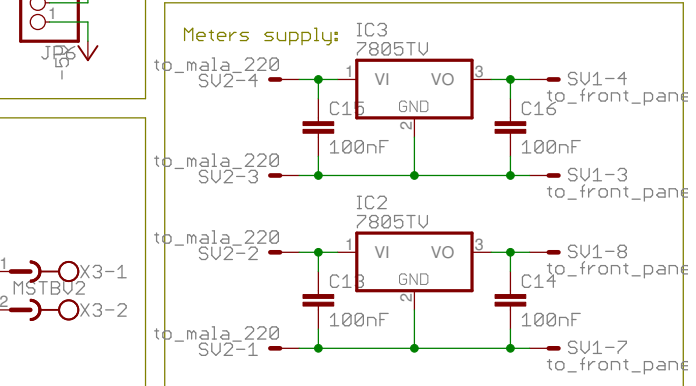 1
JP6
-5V
Meters supply:
IC3
7805TV
to_mala_220
SV2-4
1
VI
VO
3
GND
2
C15
100nF
C16
100nF
SV1-4
to_front_pane
to_mala_220
SV2-3
SV1-3
to_front_pane
IC2
7805TV
to_mala_220
SV2-2
1
VI
VO
3
GND
2
C13
100nF
C14
100nF
SV1-8
to_front_pane
to_mala_220
SV2-1
SV1-7
to_front_pane
1
X3-1
MSTBV2
2
X3-2